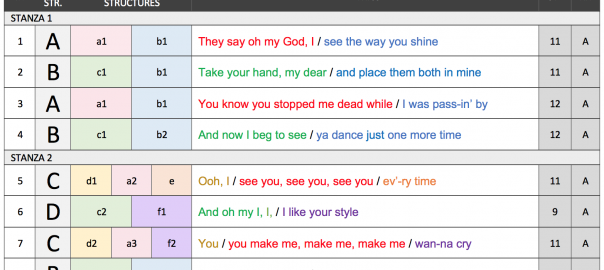 STR. STRUCTURES
STANZA 1
1 A a1 b1 They say oh my God, I / see the way you shine 11 A
2 B c1 b1 Take your hand, my dear / and place them both in mine 11 A
3 A a1 b1 You know you stopped me dead while / I was pass-in’ by 12 A
4 B c1 b2 And now I beg to see / ya dance just one more time 12 A
STANZA 2
5 C d1 a2 e Ooh, I / see you, see you, see you / ev’-ry time 11 A
6 D c2 f1 And oh my I, I, / I like your style 9 A
7 C d2 a3 f2 You / you make me, make me, make / wan-na cry 11 A